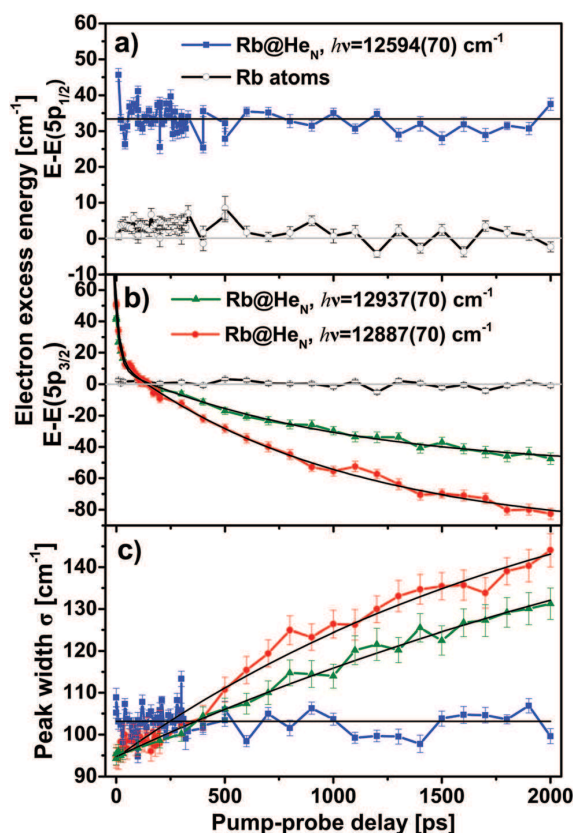 a)
Rb@HeN, hν=12594(70) cm-1
Rb atoms
60
50
40
30
20
10
0
-10
Electron excess energy [cm-1]
E-E(5p1/2)
E-E(5p3/2)
b)
Rb@HeN, hν=12937(70) cm-1
Rb@HeN, hν=12887(70) cm-1
60
40
20
0
-20
-40
-60
-80
c)
Peak width σ [cm-1]
140
130
120
110
100
90
0
500
1000
1500
2000
Pump-probe delay [ps]